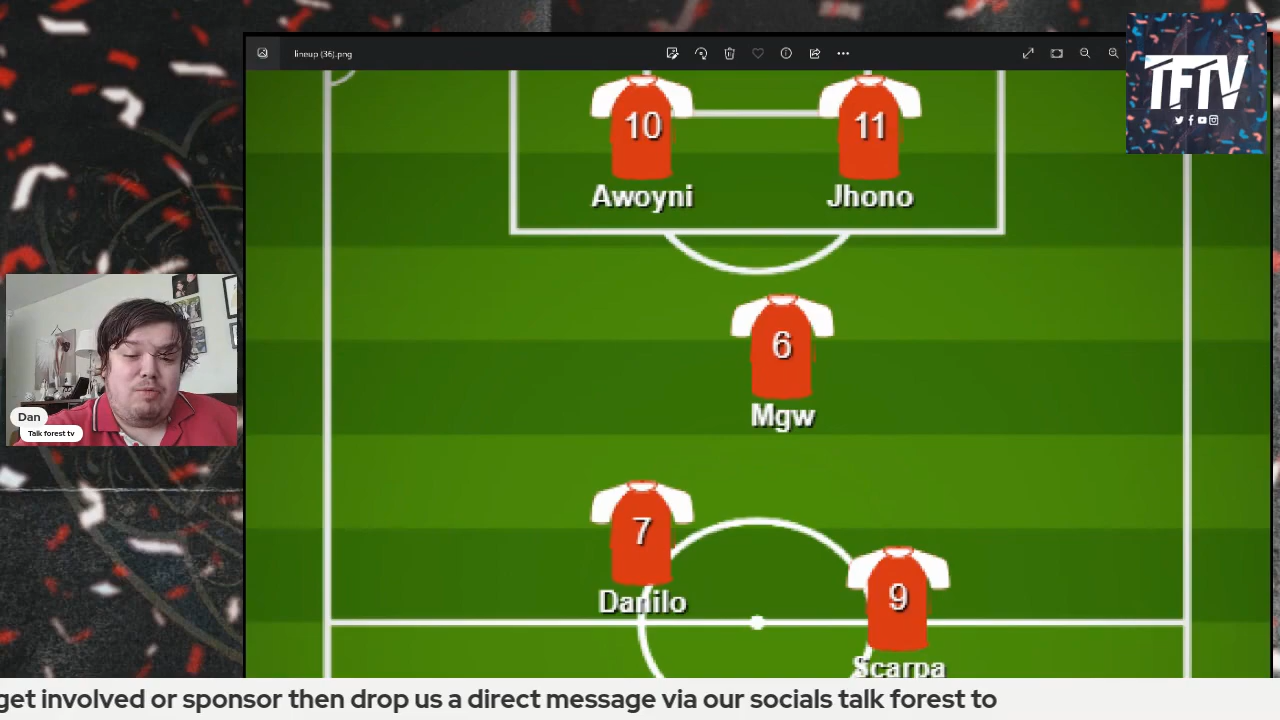 lineup (36).png
TFTV
10
11
Awoyni
Jhono
6
Mgw
Dan
Talk forest tv
7
Danilo
9
Scarpa
get involved or sponsor then drop us a direct message via our socials talk forest to